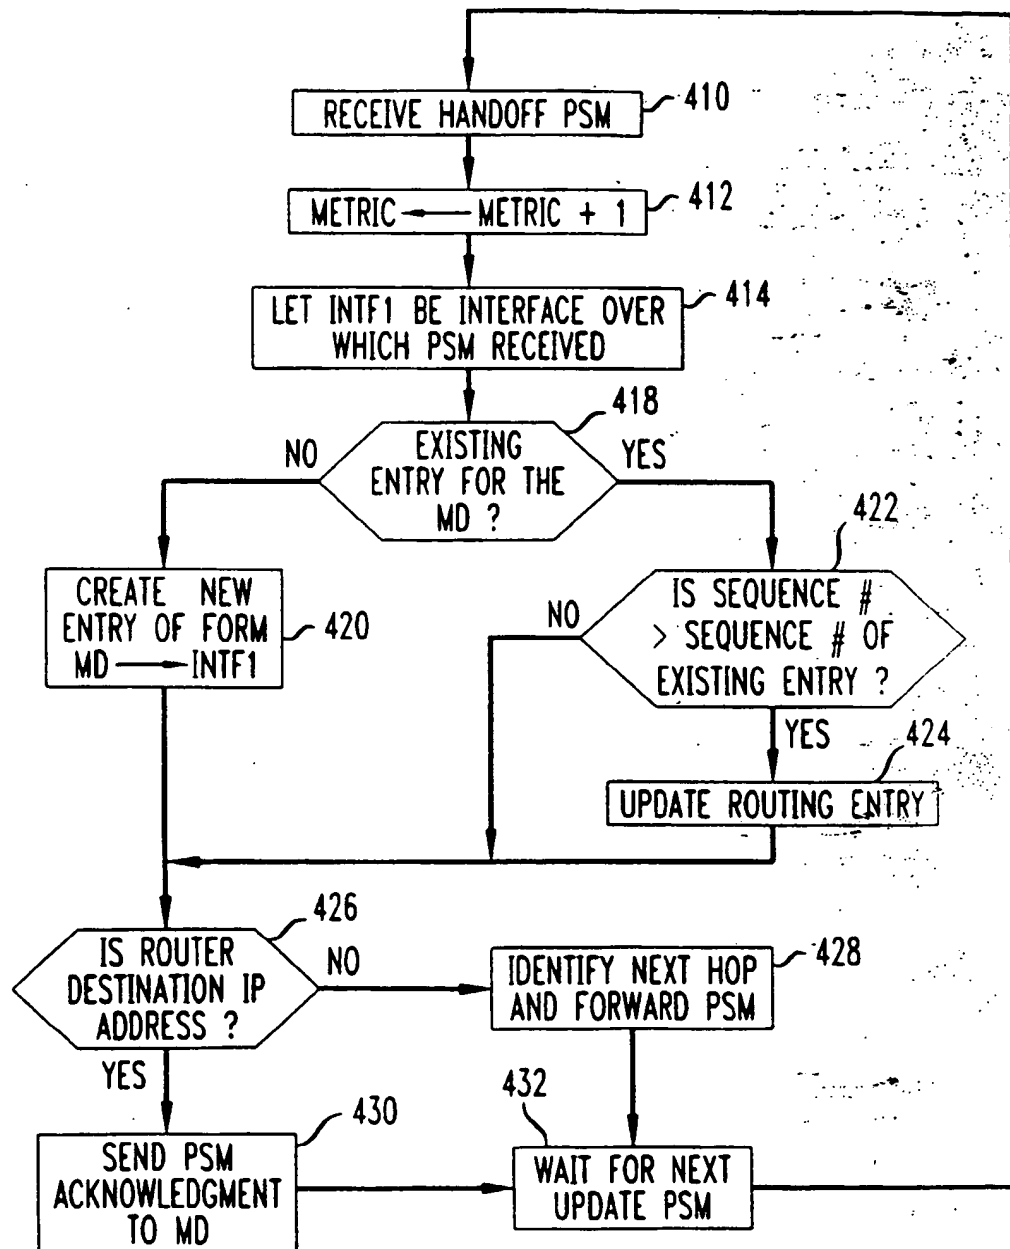 RECEIVE HANDOFF PSM
410
METRIC ← METRIC + 1
412
LET INTF1 BE INTERFACE OVER
WHICH PSM RECEIVED
414
EXISTING
ENTRY FOR THE
MD ?
418
NO
YES
CREATE NEW
ENTRY OF FORM
MD → INTF1
420
IS SEQUENCE #
> SEQUENCE # OF
EXISTING ENTRY ?
422
NO
YES
UPDATE ROUTING ENTRY
424
IS ROUTER
DESTINATION IP
ADDRESS ?
426
NO
YES
IDENTIFY NEXT HOP
AND FORWARD PSM
428
SEND PSM
ACKNOWLEDGMENT
TO MD
430
WAIT FOR NEXT
UPDATE PSM
432